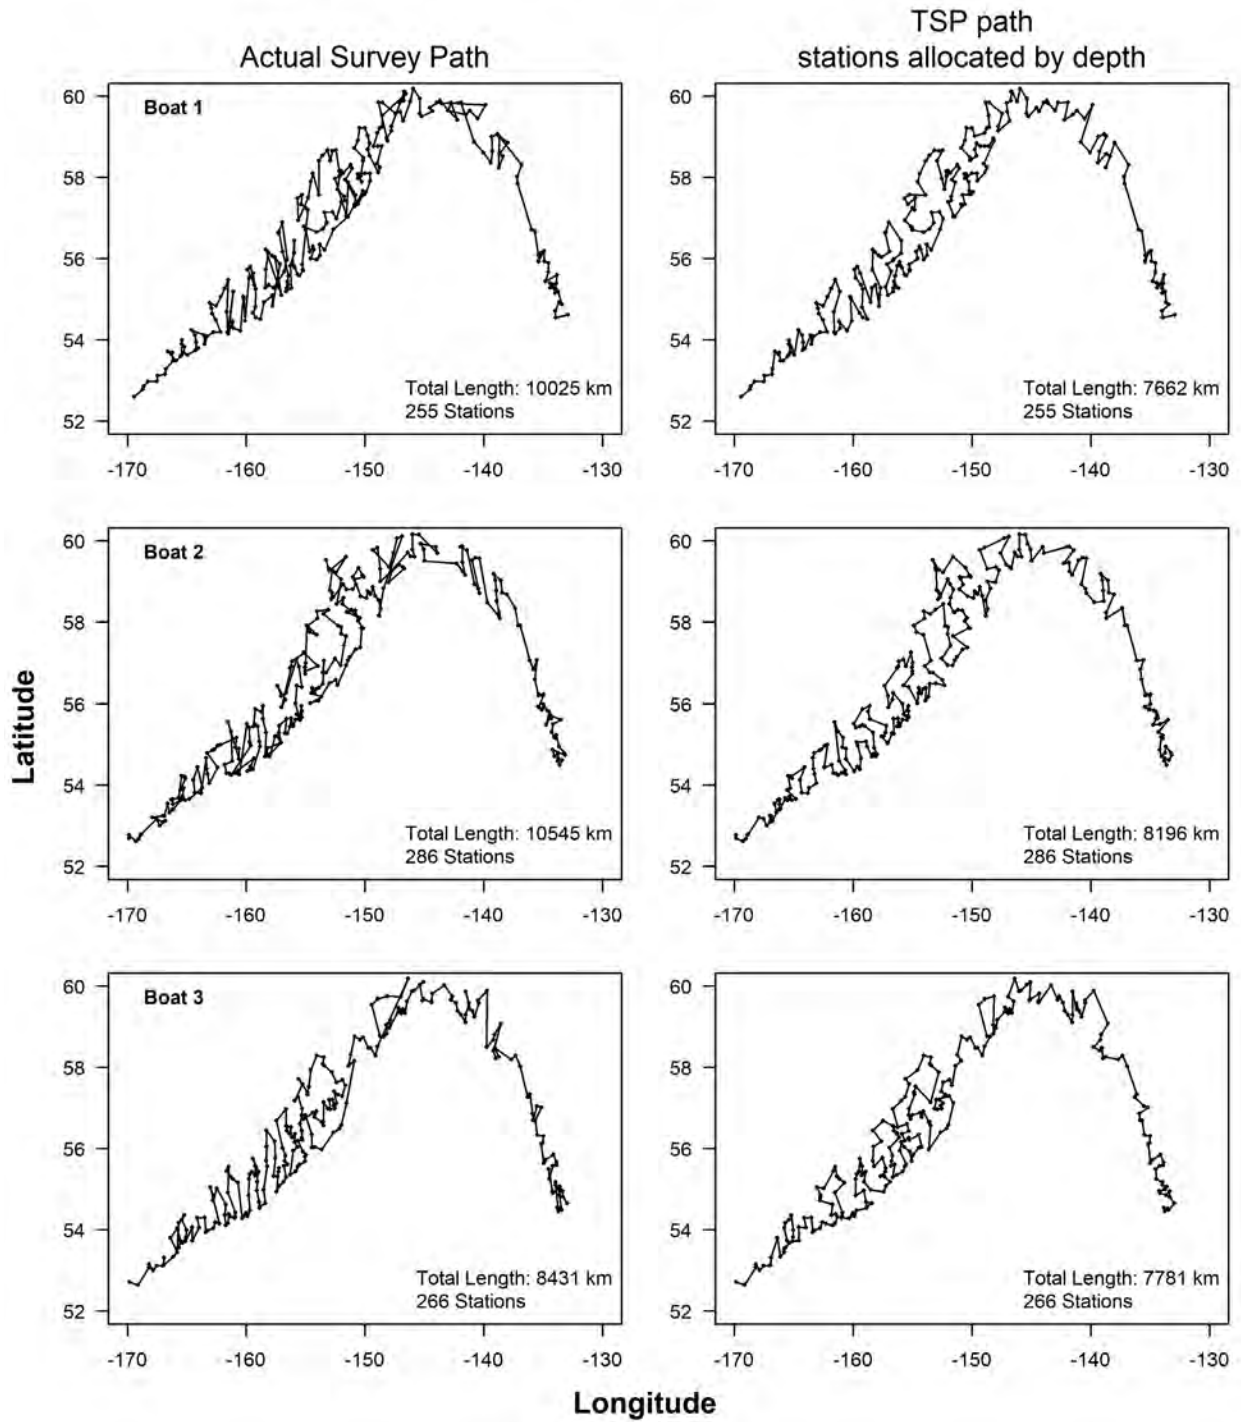 Actual Survey Path
TSP path
stations allocated by depth
Boat 1
60
58
56
54
52
Total Length: 10025 km
255 Stations
-170 -160 -150 -140 -130
60
58
56
54
52
Total Length: 7662 km
255 Stations
-170 -160 -150 -140 -130
Latitude
Boat 2
60
58
56
54
52
Total Length: 10545 km
286 Stations
-170 -160 -150 -140 -130
60
58
56
54
52
Total Length: 8196 km
286 Stations
-170 -160 -150 -140 -130
Boat 3
60
58
56
54
52
Total Length: 8431 km
266 Stations
-170 -160 -150 -140 -130
60
58
56
54
52
Total Length: 7781 km
266 Stations
-170 -160 -150 -140 -130
Longitude